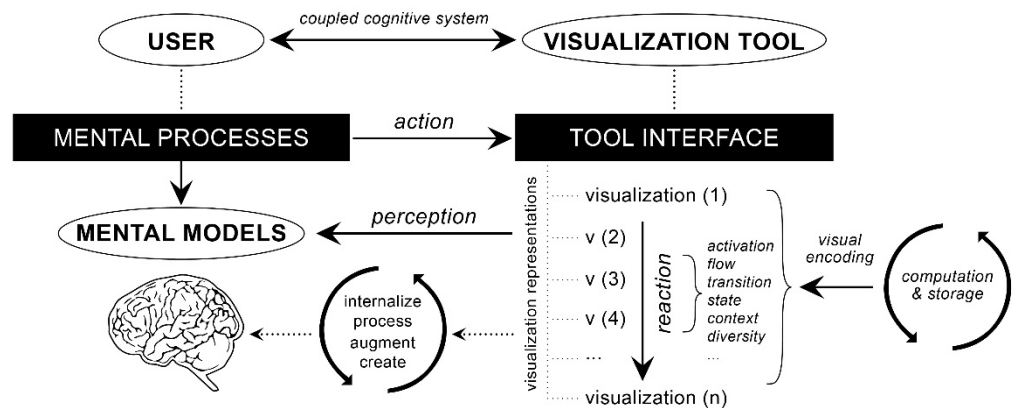 coupled cognitive system
USER
VISUALIZATION TOOL
MENTAL PROCESSES
action
TOOL INTERFACE
MENTAL MODELS
perception
visualization representations
visualization (1)
v (2)
v (3)
v (4)
...
visualization (n)
reaction
activation
flow
transition
state
context
diversity
...
visual
encoding
computation
& storage
internalize
process
augment
create